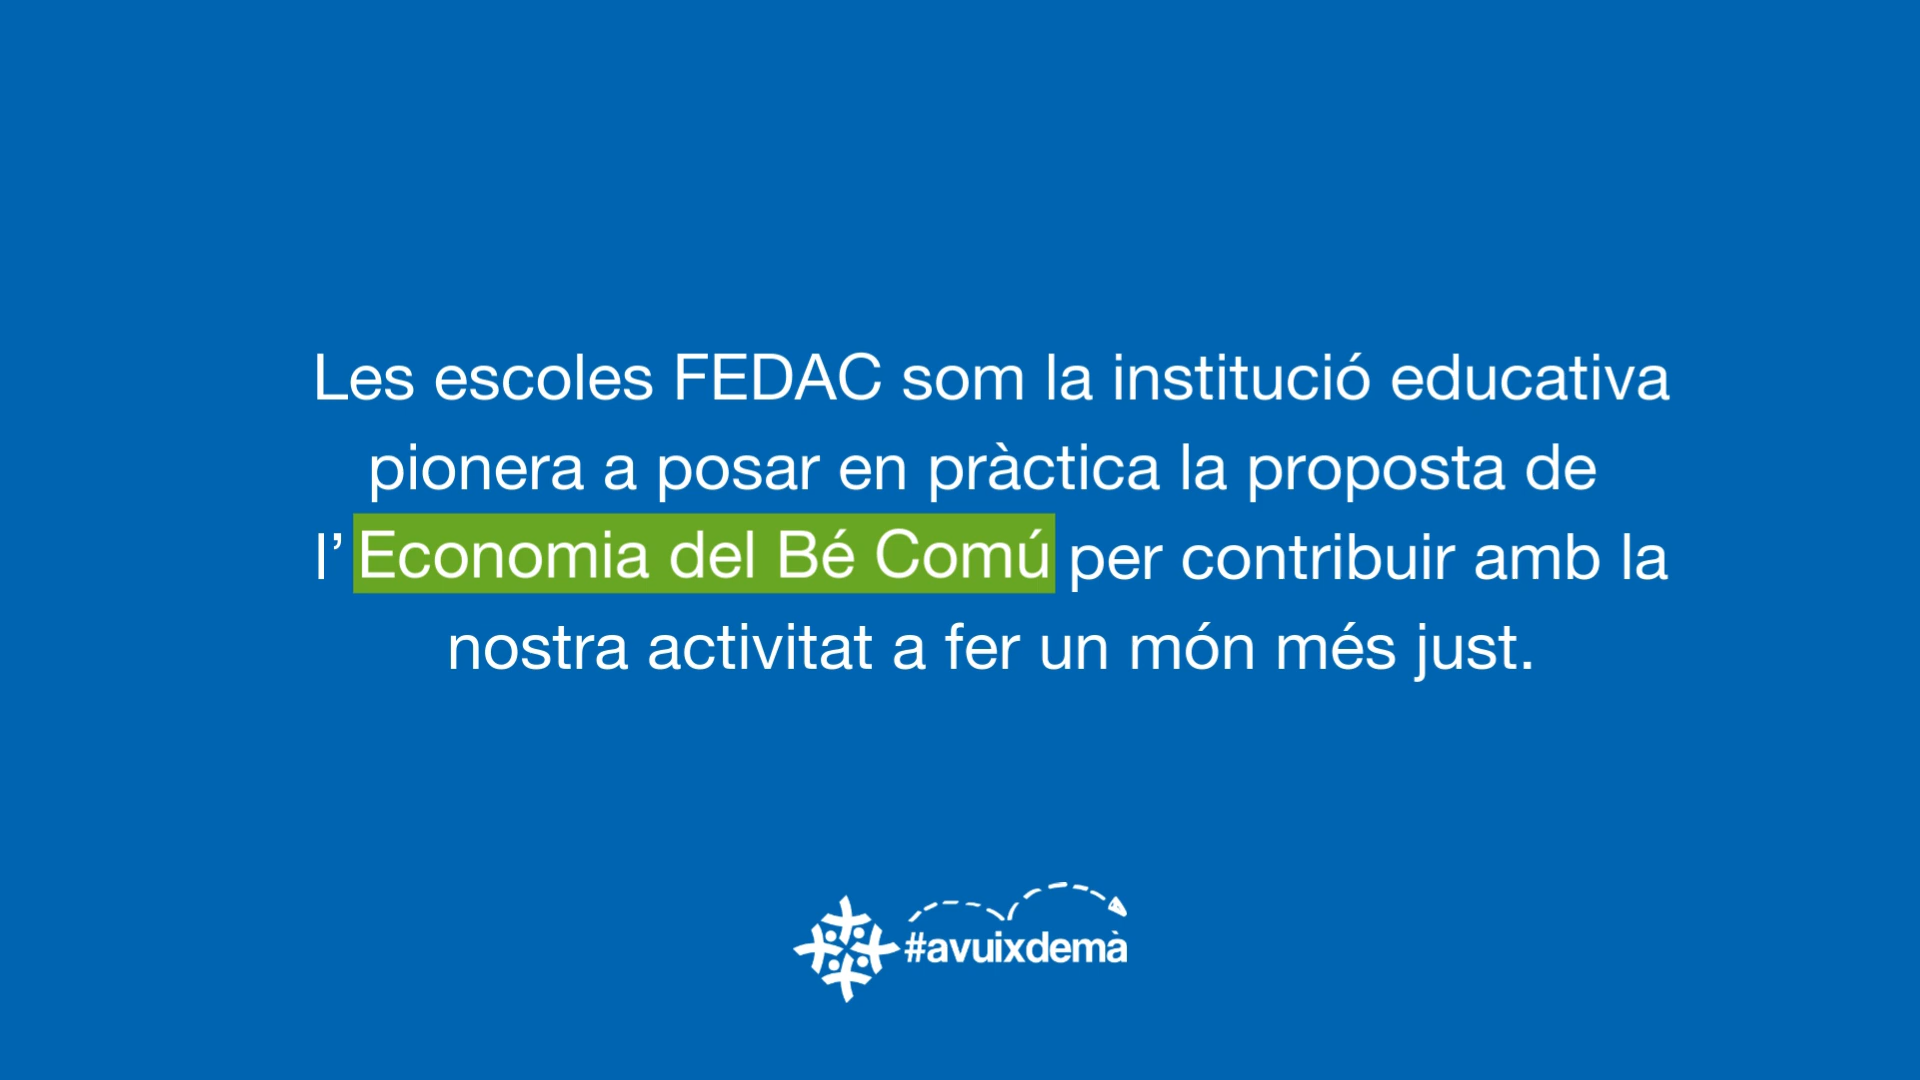 Les escoles FEDAC som la institució educativa
pionera a posar en pràctica la proposta de
l’Economia del Bé Comú per contribuir amb la
nostra activitat a fer un món més just.
#avuixdemà